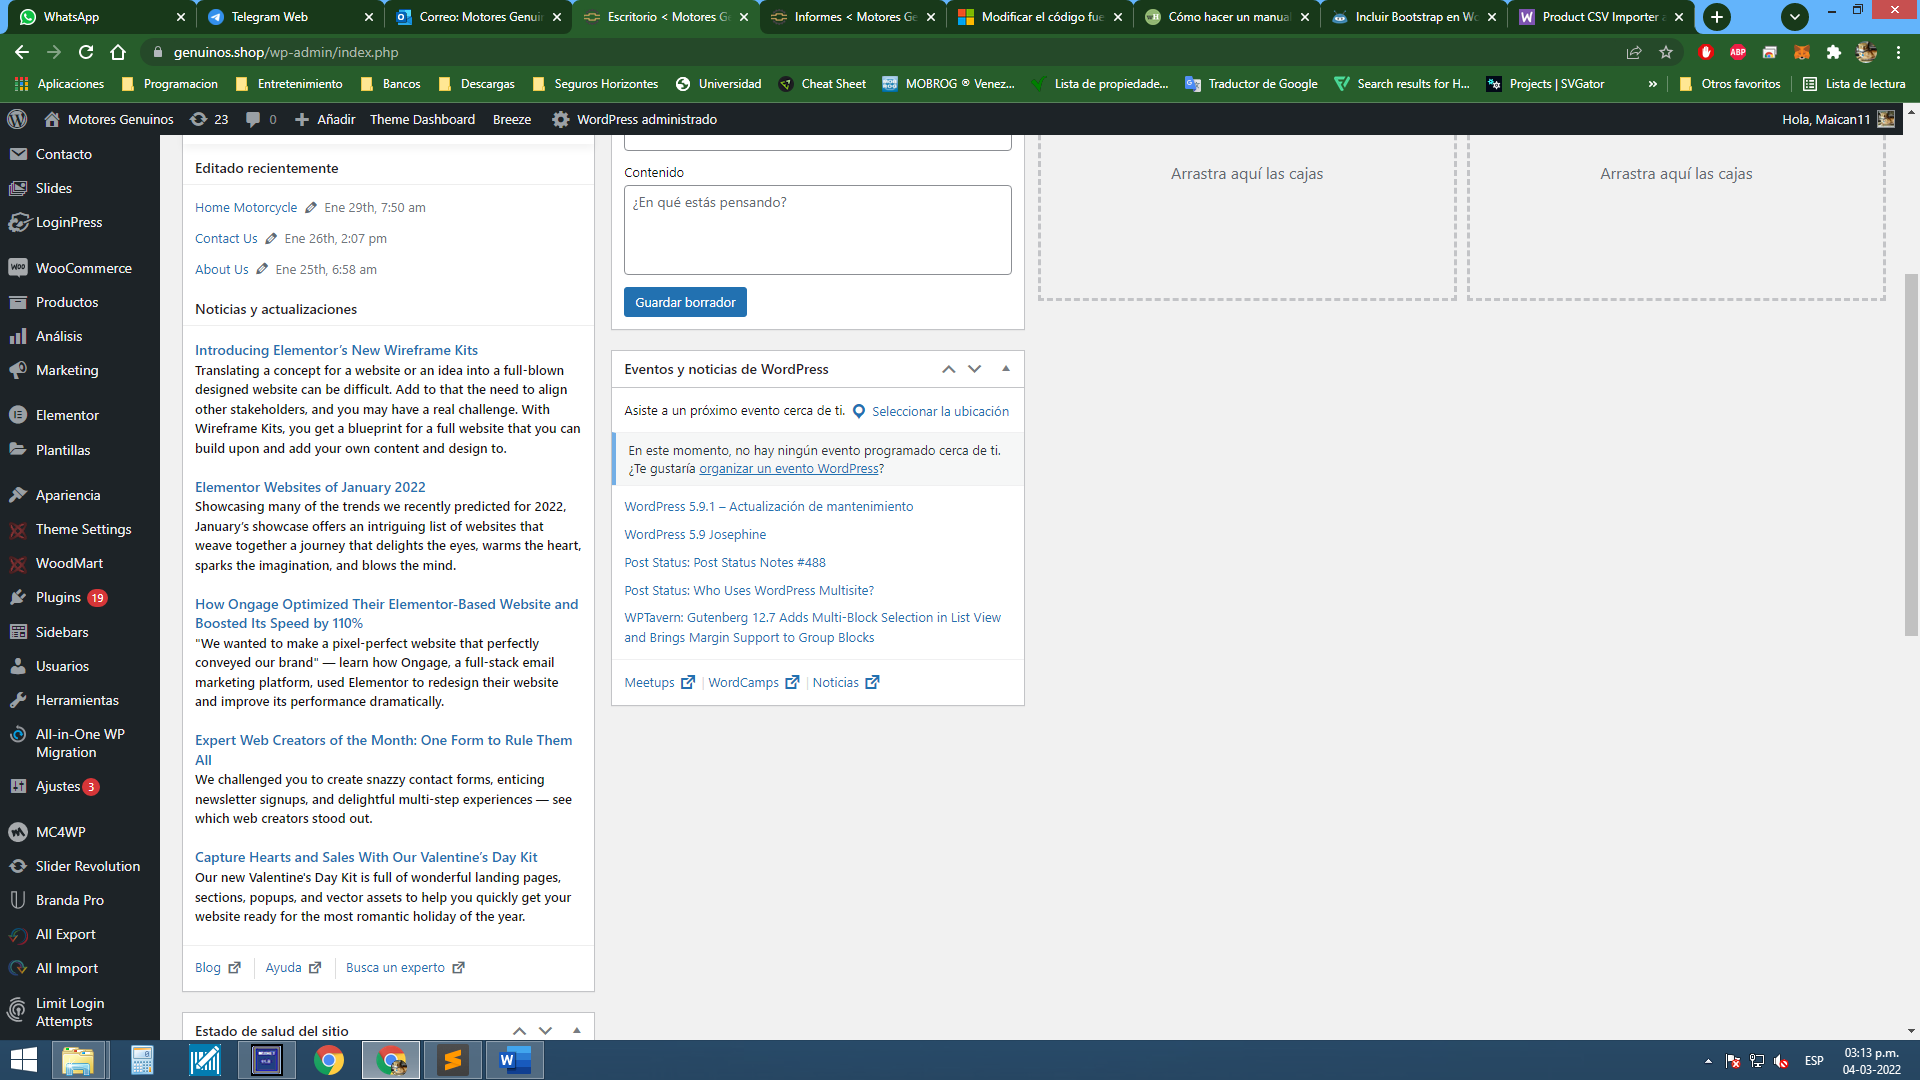 WhatsApp
Telegram Web
Correo: Motores Genuin
Escritorio < Motores Ge
Informes < Motores Ge
Modificar el código fue
Cómo hacer un manual
Incluir Bootstrap en Wo
Product CSV Importer a
genuinos.shop/wp-admin/index.php
Aplicaciones
Programacion
Entretenimiento
Bancos
Descargas
Seguros Horizontes
Universidad
Cheat Sheet
MOBROG ® Venez...
Lista de propiedade...
Traductor de Google
Search results for H...
Projects | SVGator
»
Otros favoritos
Lista de lectura
Motores Genuinos
23
0
Añadir
Theme Dashboard
Breeze
WordPress administrado
Hola, Maican11
Contacto
Slides
LoginPress
WooCommerce
Productos
Análisis
Marketing
Elementor
Plantillas
Apariencia
Theme Settings
WoodMart
Plugins 19
Sidebars
Usuarios
Herramientas
All-in-One WP
Migration
Ajustes 3
MC4WP
Slider Revolution
Branda Pro
All Export
All Import
Limit Login
Attempts
Editado recientemente
Home Motorcycle Ene 29th, 7:50 am
Contact Us Ene 26th, 2:07 pm
About Us Ene 25th, 6:58 am
Noticias y actualizaciones
Introducing Elementor’s New Wireframe Kits
Translating a concept for a website or an idea into a full-blown
designed website can be difficult. Add to that the need to align
other stakeholders, and you may have a real challenge. With
Wireframe Kits, you get a blueprint for a full website that you can
build upon and add your own content and design to.
Elementor Websites of January 2022
Showcasing many of the trends we recently predicted for 2022,
January’s showcase offers an intriguing list of websites that
weave together a journey that delights the eyes, warms the heart,
sparks the imagination, and blows the mind.
How Ongage Optimized Their Elementor-Based Website and
Boosted Its Speed by 110%
"We wanted to make a pixel-perfect website that perfectly
conveyed our brand" — learn how Ongage, a full-stack email
marketing platform, used Elementor to redesign their website
and improve its performance dramatically.
Expert Web Creators of the Month: One Form to Rule Them
All
We challenged you to create snazzy contact forms, enticing
newsletter signups, and delightful multi-step experiences — see
which web creators stood out.
Capture Hearts and Sales With Our Valentine’s Day Kit
Our new Valentine's Day Kit is full of wonderful landing pages,
sections, popups, and vector assets to help you quickly get your
website ready for the most romantic holiday of the year.
Blog
Ayuda
Busca un experto
Estado de salud del sitio
Contenido
¿En qué estás pensando?
Guardar borrador
Eventos y noticias de WordPress
Asiste a un próximo evento cerca de ti. Seleccionar la ubicación
En este momento, no hay ningún evento programado cerca de ti.
¿Te gustaría organizar un evento WordPress?
WordPress 5.9.1 – Actualización de mantenimiento
WordPress 5.9 Josephine
Post Status: Post Status Notes #488
Post Status: Who Uses WordPress Multisite?
WPTavern: Gutenberg 12.7 Adds Multi-Block Selection in List View
and Brings Margin Support to Group Blocks
Meetups
WordCamps
Noticias
Arrastra aquí las cajas
Arrastra aquí las cajas
ESP
03:13 p.m.
04-03-2022